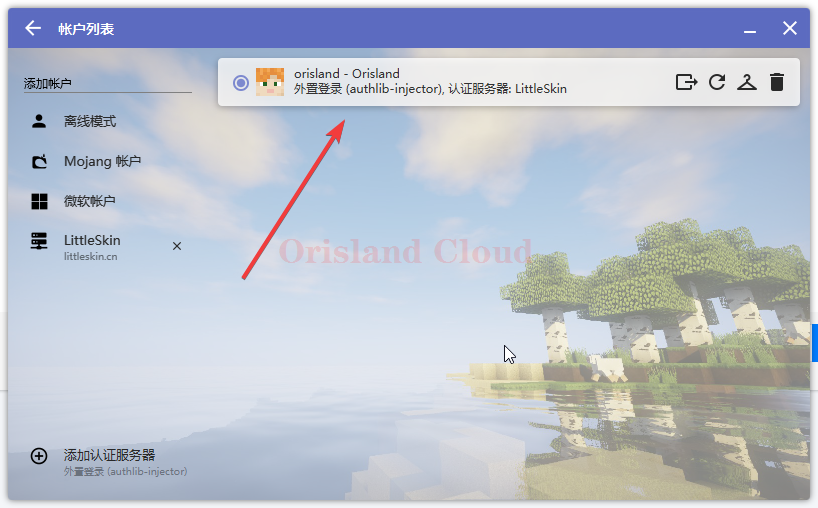 帐户列表
添加帐户
离线模式
Mojang 帐户
微软帐户
LittleSkin
littleskin.cn
添加认证服务器
外置登录 (authlib-injector)
orisland - Orisland
外置登录 (authlib-injector), 认证服务器: LittleSkin
Orisland Cloud